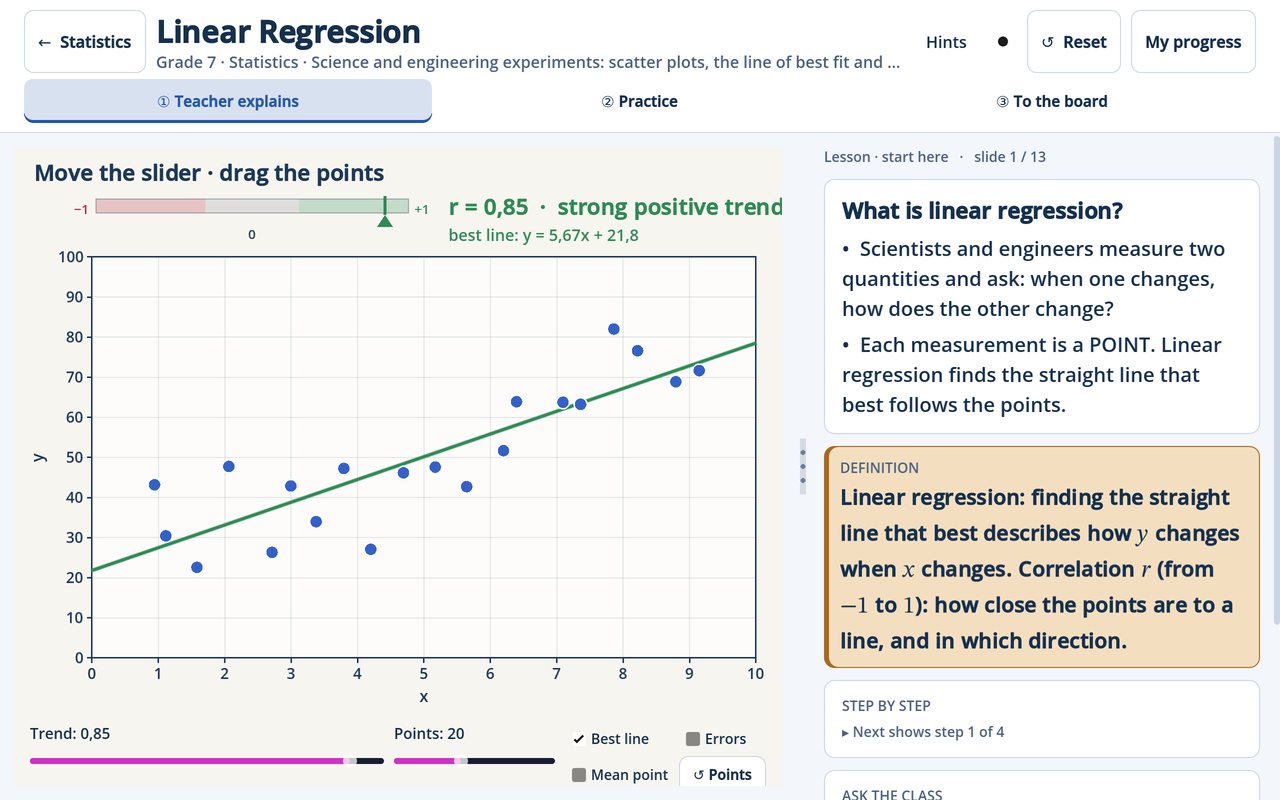 ← Statistics
Linear Regression
Grade 7 · Statistics · Science and engineering experiments: scatter plots, the line of best fit and ...
Hints
↺ Reset
My progress
① Teacher explains
② Practice
③ To the board
Move the slider · drag the points
−1
+1
0
r = 0,85 · strong positive trend
best line: y = 5,67x + 21,8
100
90
80
70
60
50
40
30
20
10
0
y
0 1 2 3 4 5 6 7 8 9 10
x
Trend: 0,85
Points: 20
Best line
Errors
Mean point
↺ Points
Lesson · start here · slide 1 / 13
What is linear regression?
• Scientists and engineers measure two
quantities and ask: when one changes,
how does the other change?
• Each measurement is a POINT. Linear
regression finds the straight line that
best follows the points.
DEFINITION
Linear regression: finding the straight
line that best describes how y changes
when x changes. Correlation r (from
−1 to 1): how close the points are to a
line, and in which direction.
STEP BY STEP
▸ Next shows step 1 of 4
ASK THE CLASS